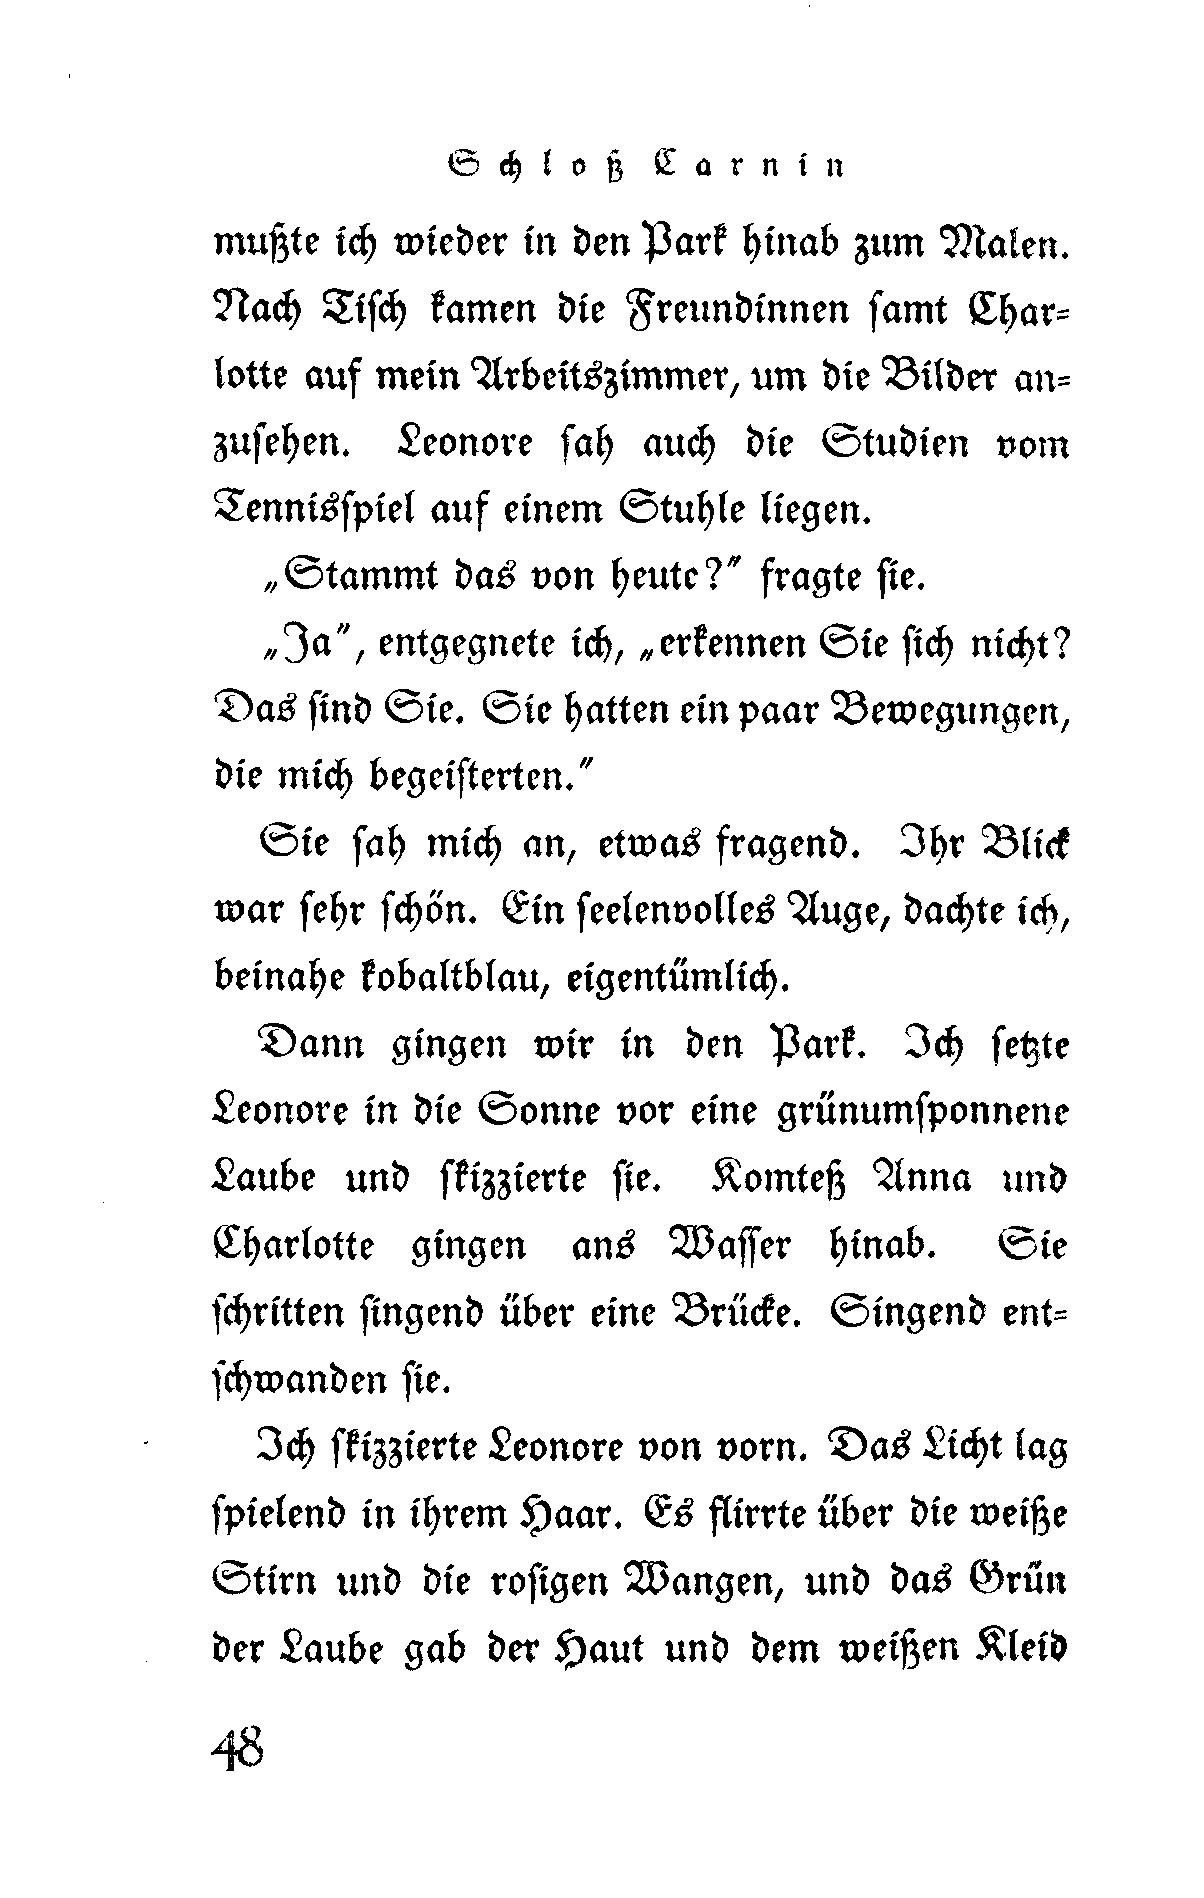 Schloß Carnin
mußte ich wieder in den Park hinab zum Malen.
Nach Tisch kamen die Freundinnen samt Char-
lotte auf mein Arbeitszimmer, um die Bilder an-
zusehen. Leonore sah auch die Studien vom
Tennisspiel auf einem Stuhle liegen.
„Stammt das von heute?" fragte sie.
„Ja", entgegnete ich, „erkennen Sie sich nicht?
Das sind Sie. Sie hatten ein paar Bewegungen,
die mich begeisterten."
Sie sah mich an, etwas fragend. Ihr Blick
war sehr schön. Ein seelenvolles Auge, dachte ich,
beinahe kobaltblau, eigentümlich.
Dann gingen wir in den Park. Ich setzte
Leonore in die Sonne vor eine grünumsponnene
Laube und skizzierte sie. Komteß Anna und
Charlotte gingen ans Wasser hinab. Sie
schritten singend über eine Brücke. Singend ent-
schwanden sie.
Ich skizzierte Leonore von vorn. Das Licht lag
spielend in ihrem Haar. Es flirrte über die weiße
Stirn und die rosigen Wangen, und das Grün
der Laube gab der Haut und dem weißen Kleid
48